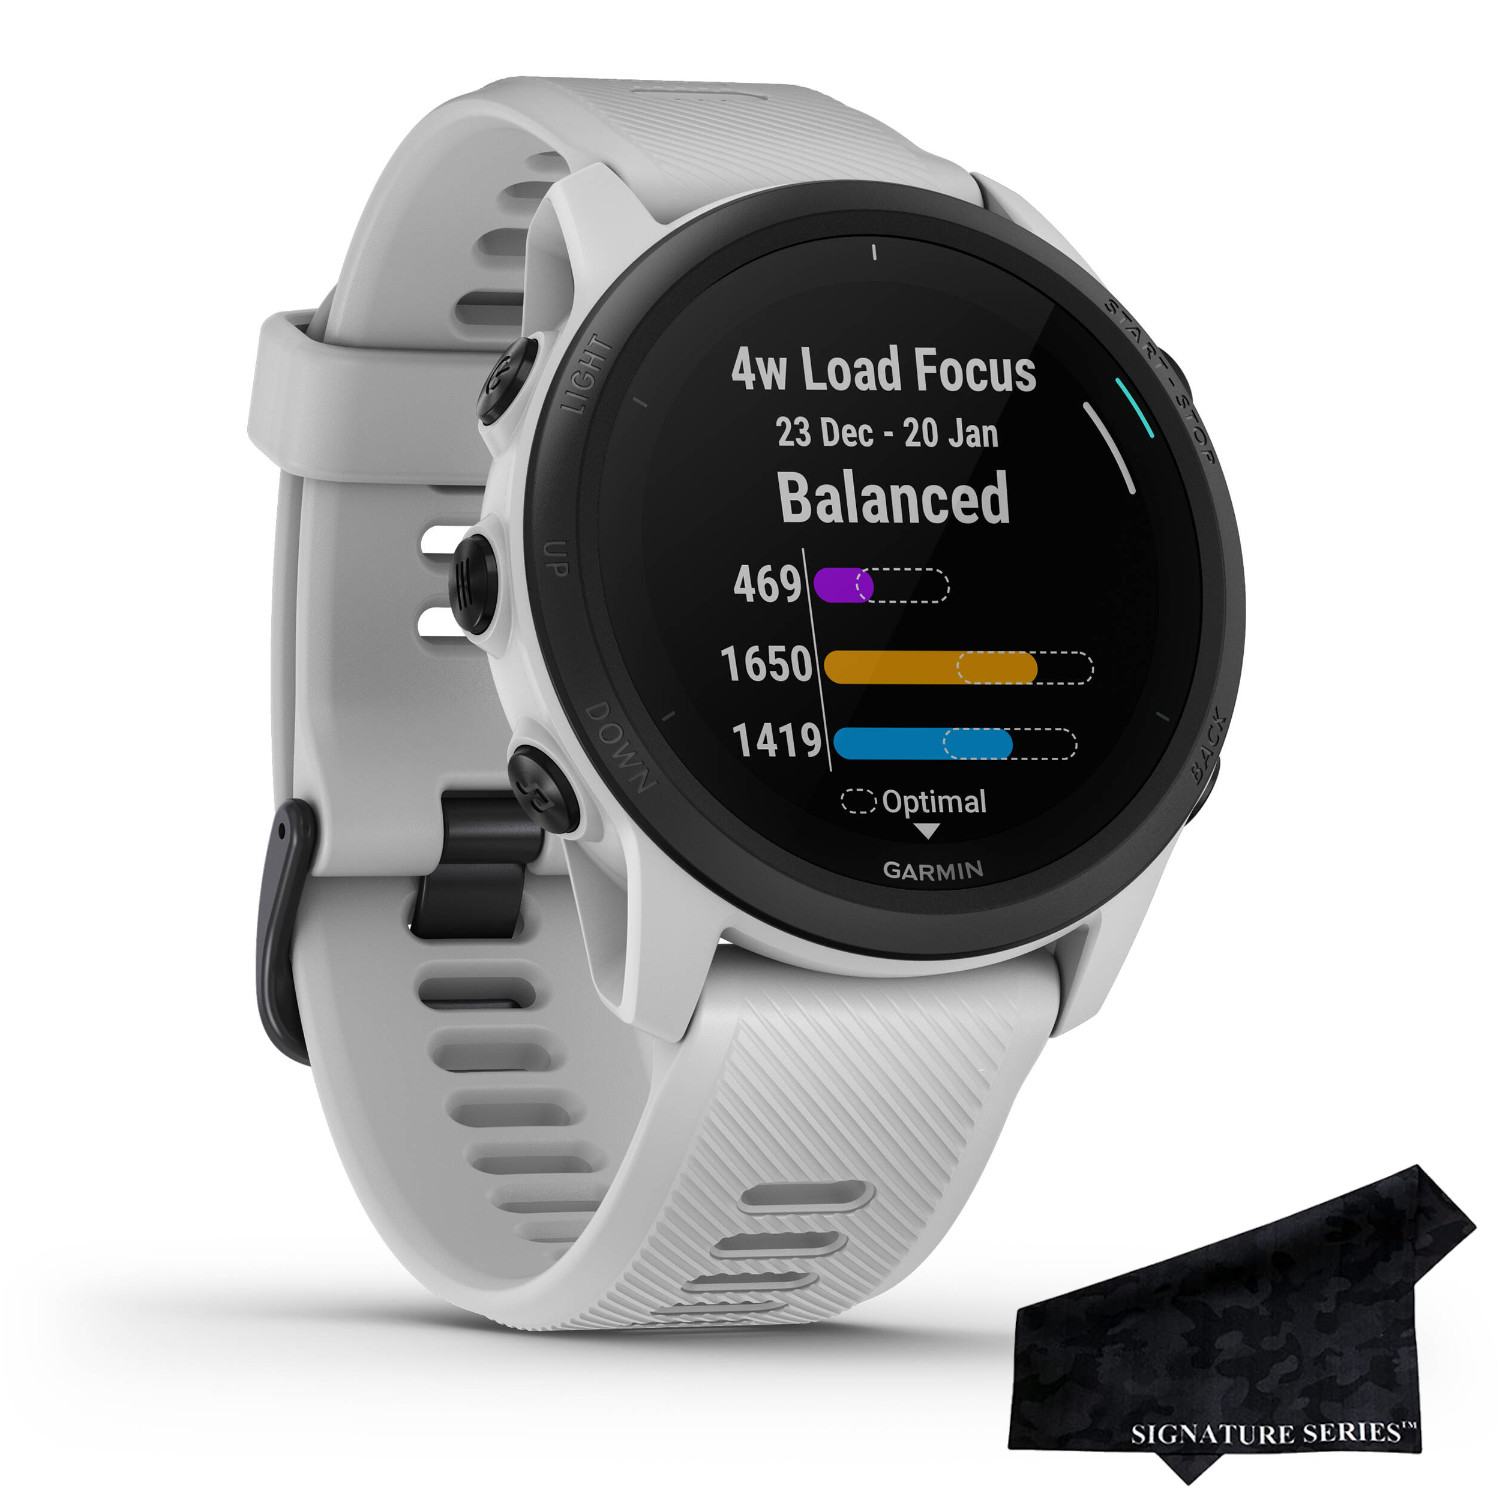 LIGHT
START·STOP
4w Load Focus
23 Dec - 20 Jan
Balanced
469
UP
1650
DOWN
1419
BACK
Optimal
GARMIN
SIGNATURE SERIES™